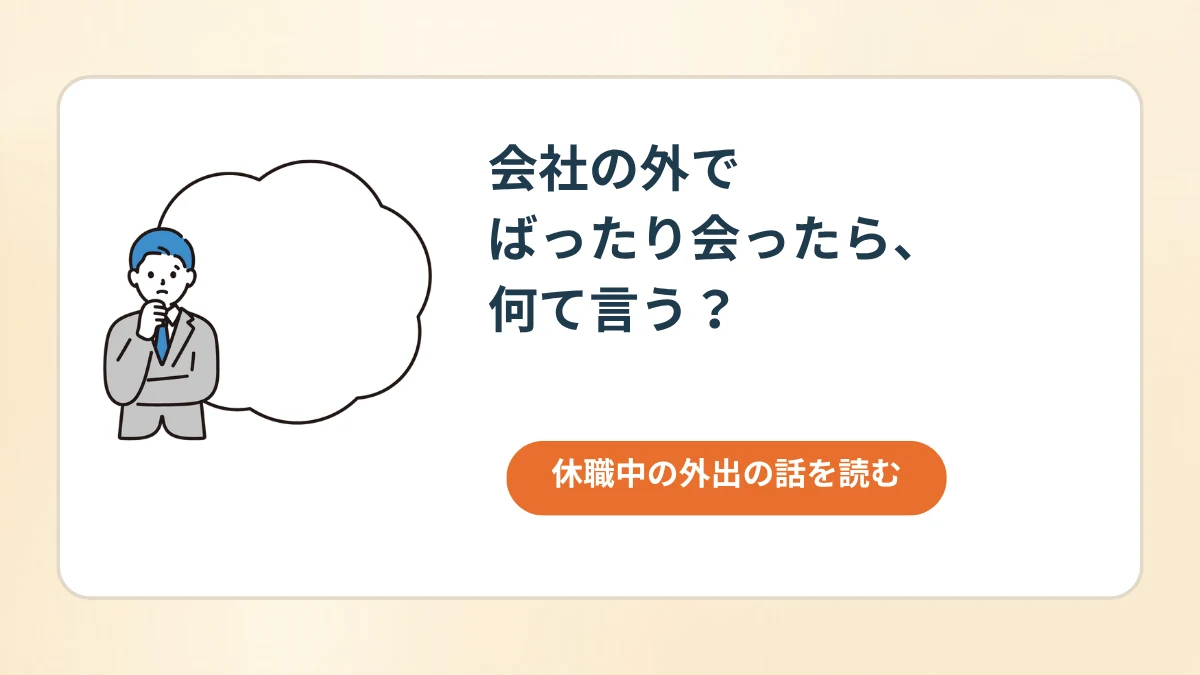 会社の外で
ばったり会ったら、
何て言う？
休職中の外出の話を読む